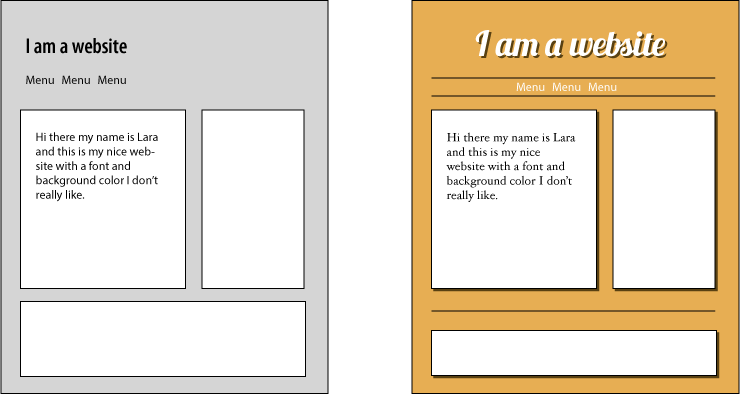 I am a website
Menu Menu Menu
Hi there my name is Lara
and this is my nice web-
site with a font and
background color I don't
really like.
I am a website
Menu Menu Menu
Hi there my name is Lara
and this is my nice
website with a font and
background color I don't
really like.